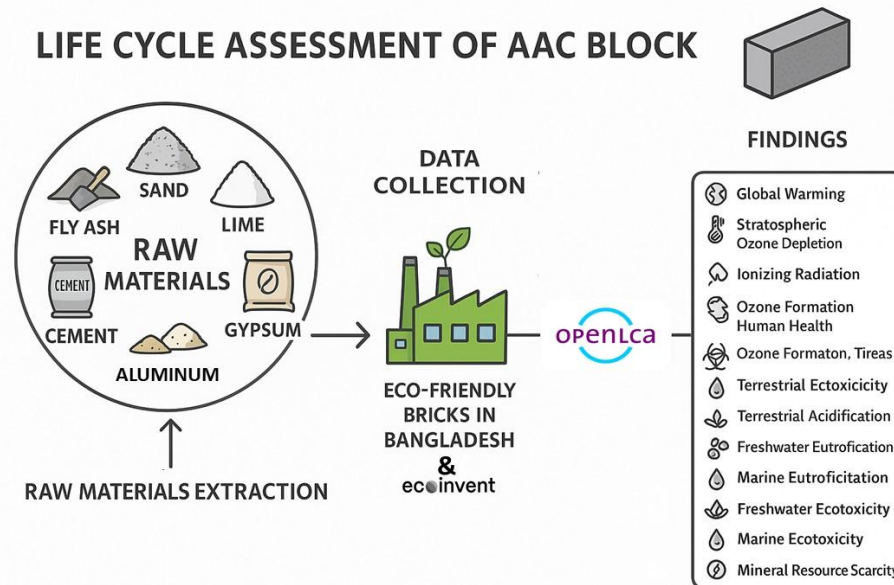 LIFE CYCLE ASSESSMENT OF AAC BLOCK
SAND
FLY ASH
LIME
RAW
MATERIALS
CEMENT
CEMENT
GYPSUM
ALUMINUM
RAW MATERIALS EXTRACTION
DATA
COLLECTION
ECO-FRIENDLY
BRICKS IN
BANGLADESH
&
ecoinvent
openLca
FINDINGS
Global Warming
Stratospheric
Ozone Depletion
Ionizing Radiation
Ozone Formation
Human Health
Ozone Formaton, Tireas
Terrestrial Ectoxicicity
Terrestrial Acidification
Freshwater Eutrofication
Marine Eutroficitation
Freshwater Ecotoxicity
Marine Ecotoxicity
Mineral Resource Scarcity